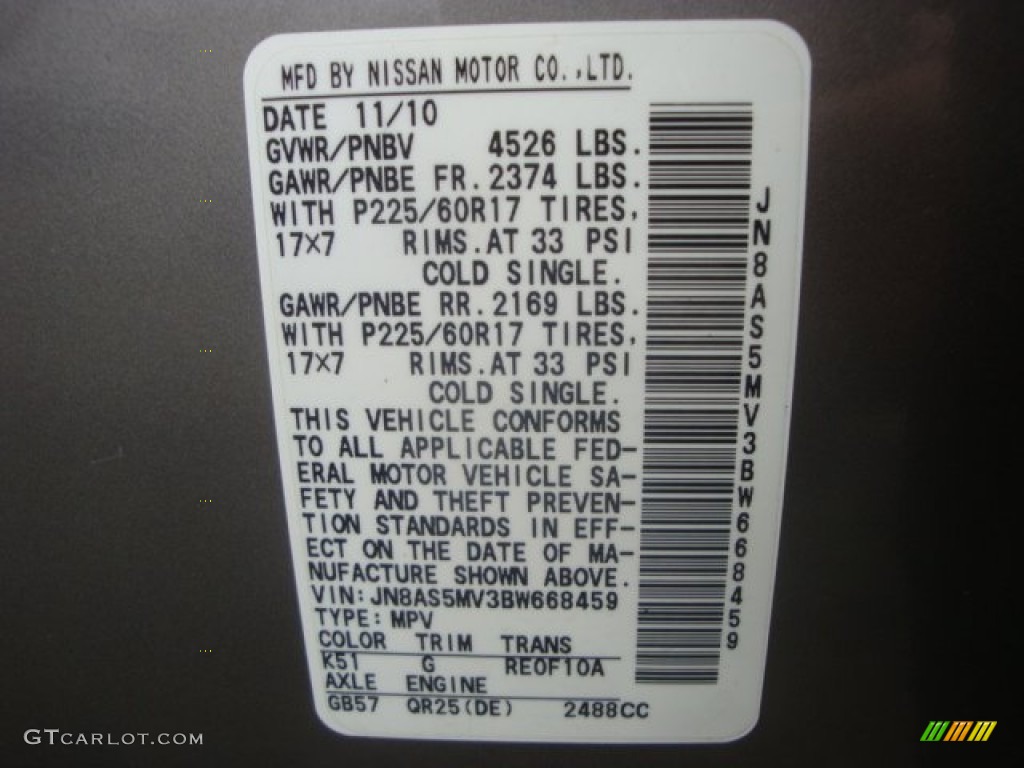 MFD BY NISSAN MOTOR CO.,LTD.
DATE 11/10
GVWR/PNBV 4526 LBS.
GAWR/PNBE FR.2374 LBS.
WITH P225/60R17 TIRES,
17×7 RIMS.AT 33 PSI
COLD SINGLE.
GAWR/PNBE RR.2169 LBS.
WITH P225/60R17 TIRES,
17×7 RIMS.AT 33 PSI
COLD SINGLE.
THIS VEHICLE CONFORMS
TO ALL APPLICABLE FED-
ERAL MOTOR VEHICLE SA-
FETY AND THEFT PREVEN-
TION STANDARDS IN EFF-
ECT ON THE DATE OF MA-
NUFACTURE SHOWN ABOVE.
VIN:JN8AS5MV3BW668459
TYPE:MPV
COLOR TRIM TRANS
K51 G RE0F10A
AXLE ENGINE
GB57 QR25(DE) 2488CC
JN8AS5MV3BW668459
GTCARLOT.COM